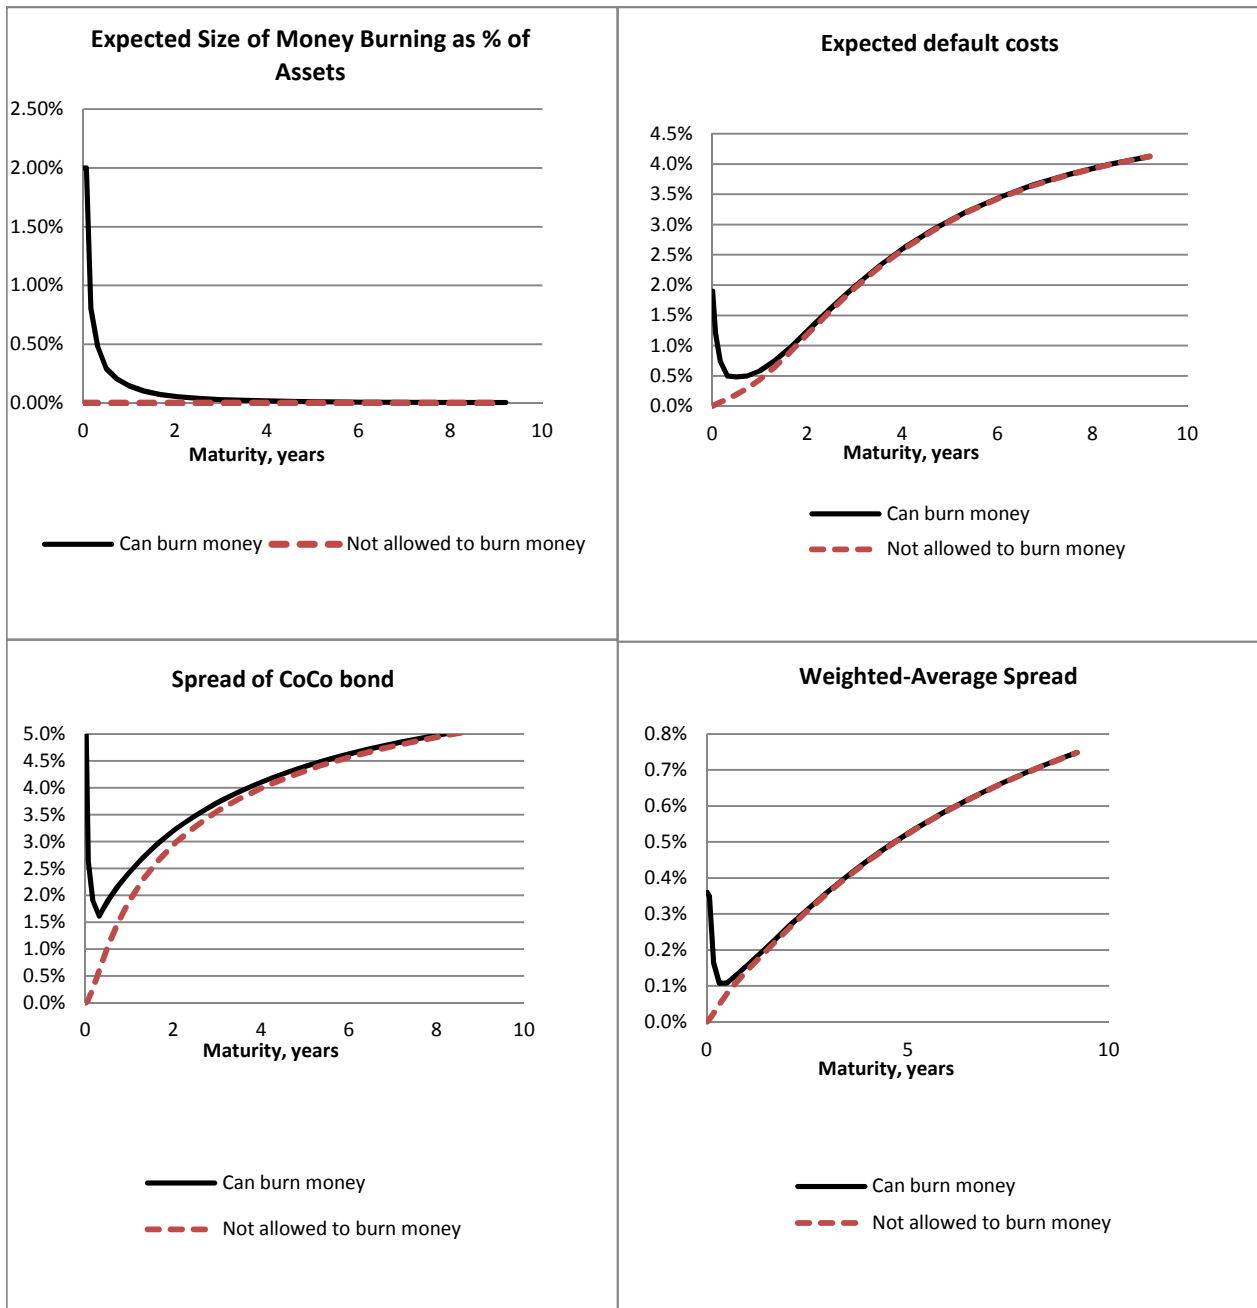 Expected Size of Money Burning as % of
Assets
2.50%
2.00%
1.50%
1.00%
0.50%
0.00%
0 2 4 6 8 10
Maturity, years
Can burn money Not allowed to burn money
Expected default costs
4.5%
4.0%
3.5%
3.0%
2.5%
2.0%
1.5%
1.0%
0.5%
0.0%
0 2 4 6 8 10
Maturity, years
Can burn money
Not allowed to burn money
Spread of CoCo bond
5.0%
4.5%
4.0%
3.5%
3.0%
2.5%
2.0%
1.5%
1.0%
0.5%
0.0%
0 2 4 6 8 10
Maturity, years
Can burn money
Not allowed to burn money
Weighted-Average Spread
0.8%
0.7%
0.6%
0.5%
0.4%
0.3%
0.2%
0.1%
0.0%
0 5 10
Maturity, years
Can burn money
Not allowed to burn money